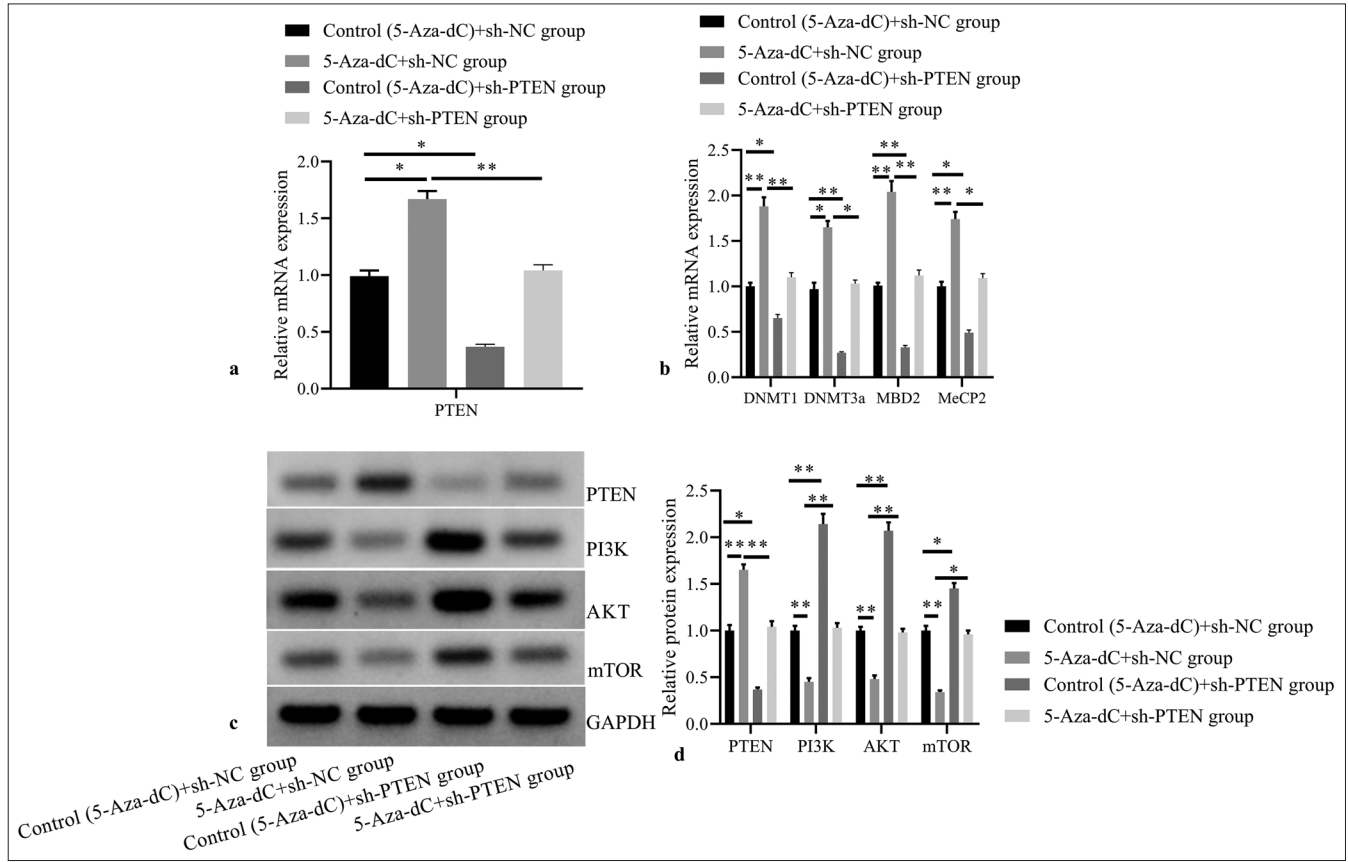 Control (5-Aza-dC)+sh-NC group
5-Aza-dC+sh-NC group
Control (5-Aza-dC)+sh-PTEN group
5-Aza-dC+sh-PTEN group
*
* **
2.0
1.5
1.0
0.5
0.0
Relative mRNA expression
PTEN
a
Control (5-Aza-dC)+sh-NC group
5-Aza-dC+sh-NC group
Control (5-Aza-dC)+sh-PTEN group
5-Aza-dC+sh-PTEN group
* ** ** *
** ** * * ** ** ** *
2.5
2.0
1.5
1.0
0.5
0.0
Relative mRNA expression
DNMT1 DNMT3a MBD2 MeCP2
b
PTEN
PI3K
AKT
mTOR
GAPDH
c
Control (5-Aza-dC)+sh-NC group
5-Aza-dC+sh-NC group
Control (5-Aza-dC)+sh-PTEN group
5-Aza-dC+sh-PTEN group
* ** ** *
** ** ** ** ** ** ** *
2.5
2.0
1.5
1.0
0.5
0.0
Relative protein expression
PTEN PI3K AKT mTOR
d
Control (5-Aza-dC)+sh-NC group
5-Aza-dC+sh-NC group
Control (5-Aza-dC)+sh-PTEN group
5-Aza-dC+sh-PTEN group